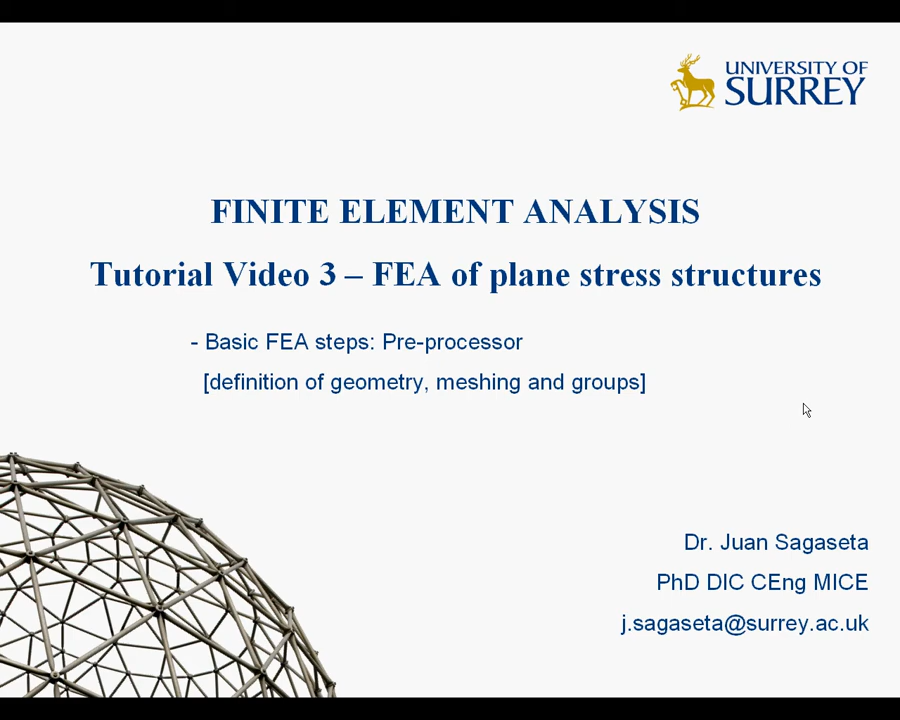 UNIVERSITY OF
SURREY
FINITE ELEMENT ANALYSIS
Tutorial Video 3 – FEA of plane stress structures
- Basic FEA steps: Pre-processor
[definition of geometry, meshing and groups]
Dr. Juan Sagaseta
PhD DIC CEng MICE
j.sagaseta@surrey.ac.uk